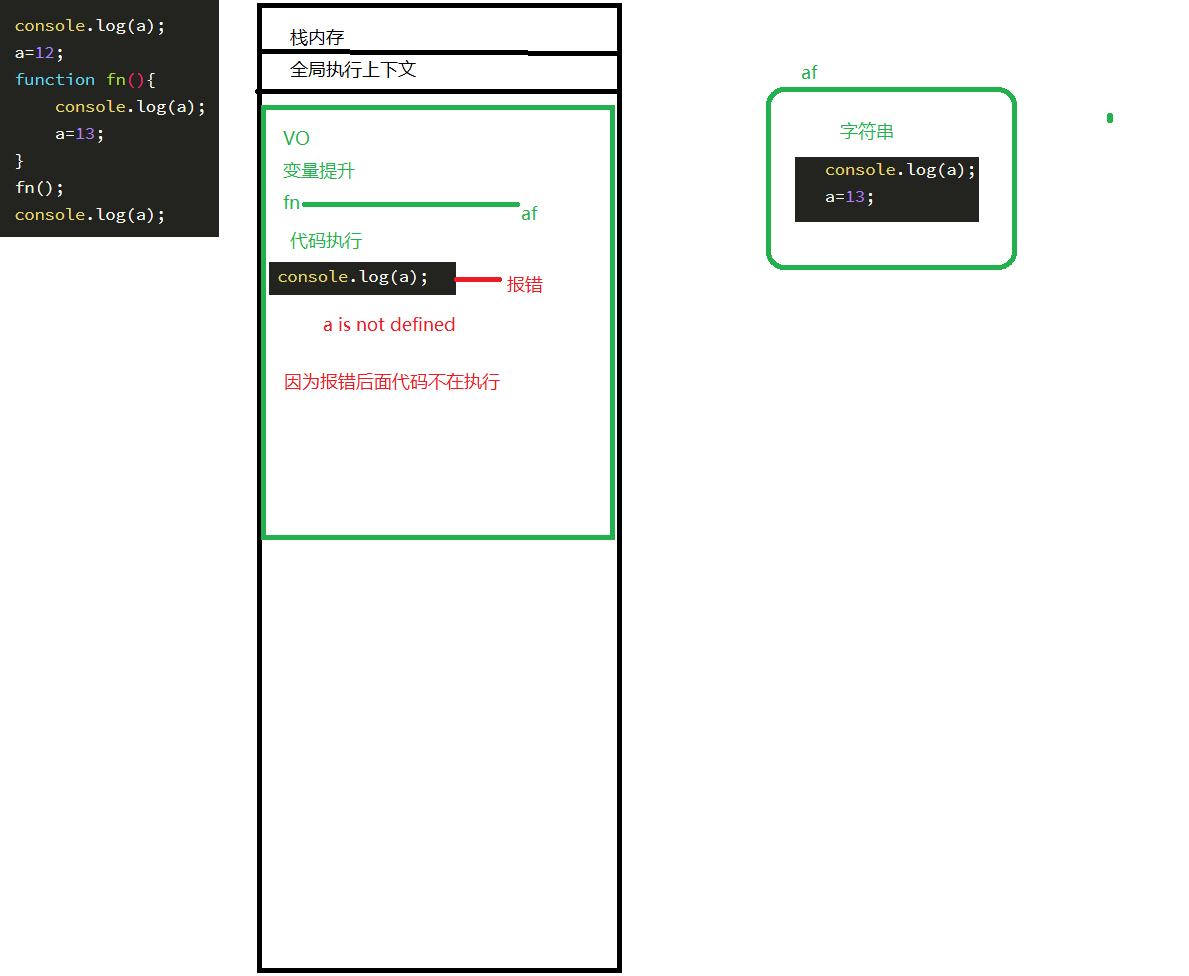 console.log(a);
a=12;
function fn(){
    console.log(a);
    a=13;
}
fn();
console.log(a);
栈内存
全局执行上下文
VO
变量提升
fn
af
代码执行
console.log(a);
报错
a is not defined
因为报错后面代码不在执行
af
字符串
console.log(a);
a=13;